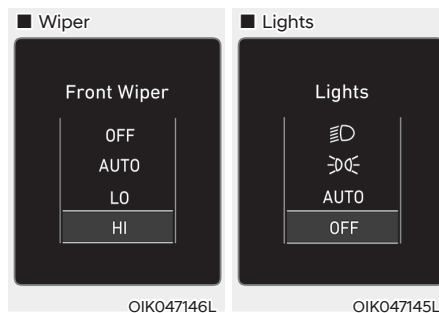 ■ Wiper
Front Wiper
OFF
AUTO
LO
HI
OIK047146L
■ Lights
Lights
AUTO
OFF
OIK047145L